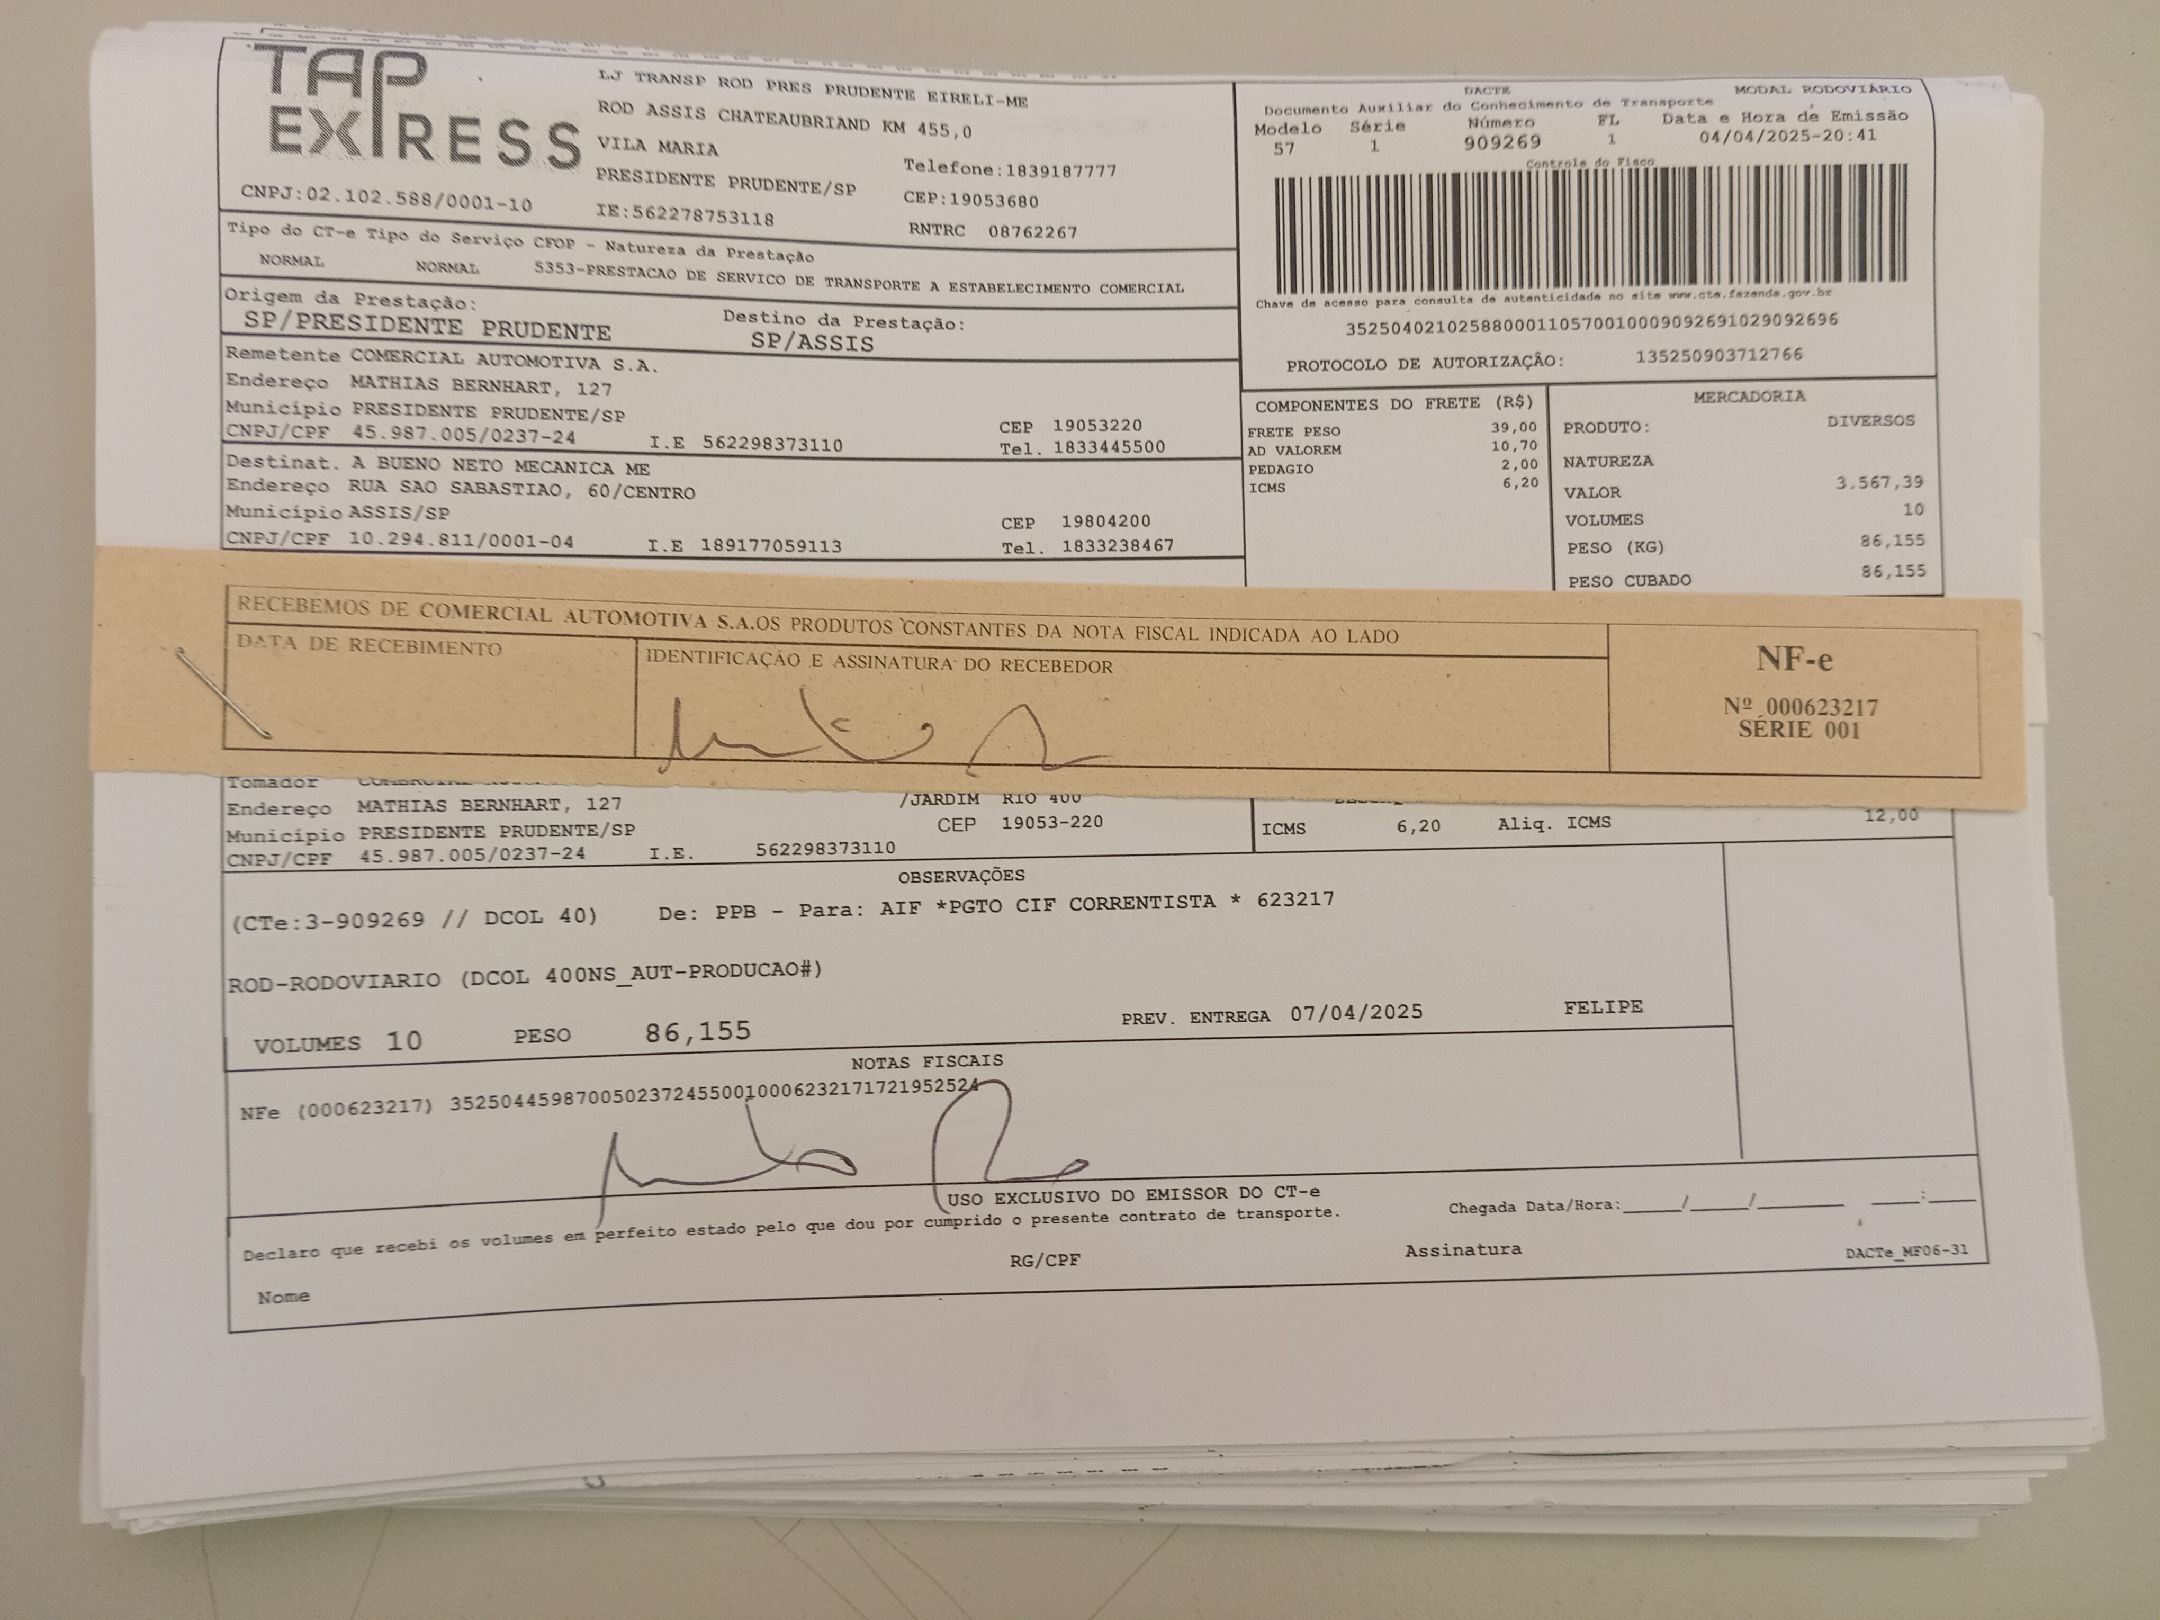 TAP EXPRESS
LJ TRANSP ROD PRES PRUDENTE EIRELI-ME
ROD ASSIS CHATEAUBRIAND KM 455,0
VILA MARIA
Telefone:1839187777
PRESIDENTE PRUDENTE/SP
CEP:19053680
CNPJ:02.102.588/0001-10
IE:562278753118
RNTRC 08762267
DACTE
MODAL RODOVIÁRIO
Documento Auxiliar do Conhecimento de Transporte
Modelo Série Número FL Data e Hora de Emissão
57 1 909269 1 04/04/2025-20:41
Controle do Fisco
Chave de acesso para consulta de autenticidade no site www.cte.fazenda.gov.br
35250402102588000110570010009092691029092696
PROTOCOLO DE AUTORIZAÇÃO: 135250903712766
Tipo do CT-e Tipo do Serviço CFOP - Natureza da Prestação
NORMAL NORMAL 5353-PRESTACAO DE SERVICO DE TRANSPORTE A ESTABELECIMENTO COMERCIAL
Origem da Prestação: Destino da Prestação:
SP/PRESIDENTE PRUDENTE SP/ASSIS
Remetente COMERCIAL AUTOMOTIVA S.A.
Endereço MATHIAS BERNHART, 127
Município PRESIDENTE PRUDENTE/SP CEP 19053220
CNPJ/CPF 45.987.005/0237-24 I.E 562298373110 Tel. 1833445500
Destinat. A BUENO NETO MECANICA ME
Endereço RUA SAO SABASTIAO, 60/CENTRO
Município ASSIS/SP CEP 19804200
CNPJ/CPF 10.294.811/0001-04 I.E 189177059113 Tel. 1833238467
COMPONENTES DO FRETE (R$)
FRETE PESO 39,00
AD VALOREM 10,70
PEDAGIO 2,00
ICMS 6,20
MERCADORIA
PRODUTO: DIVERSOS
NATUREZA
VALOR 3.567,39
VOLUMES 10
PESO (KG) 86,155
PESO CUBADO 86,155
RECEBEMOS DE COMERCIAL AUTOMOTIVA S.A.OS PRODUTOS CONSTANTES DA NOTA FISCAL INDICADA AO LADO
DATA DE RECEBIMENTO
IDENTIFICAÇÃO E ASSINATURA DO RECEBEDOR
NF-e
Nº 000623217
SÉRIE 001
Tomador
Endereço MATHIAS BERNHART, 127 /JARDIM RIO 400
Município PRESIDENTE PRUDENTE/SP CEP 19053-220
CNPJ/CPF 45.987.005/0237-24 I.E. 562298373110
ICMS 6,20 Aliq. ICMS 12,00
OBSERVAÇÕES
(CTe:3-909269 // DCOL 40) De: PPB - Para: AIF *PGTO CIF CORRENTISTA * 623217
ROD-RODOVIARIO (DCOL 400NS_AUT-PRODUCAO#)
VOLUMES 10 PESO 86,155 PREV. ENTREGA 07/04/2025 FELIPE
NOTAS FISCAIS
NFe (000623217) 35250445987005023724550010006232171721952524
USO EXCLUSIVO DO EMISSOR DO CT-e
Declaro que recebi os volumes em perfeito estado pelo que dou por cumprido o presente contrato de transporte.
Chegada Data/Hora:_____/_____/_______ ____:____
Nome RG/CPF Assinatura DACTe_MF06-31